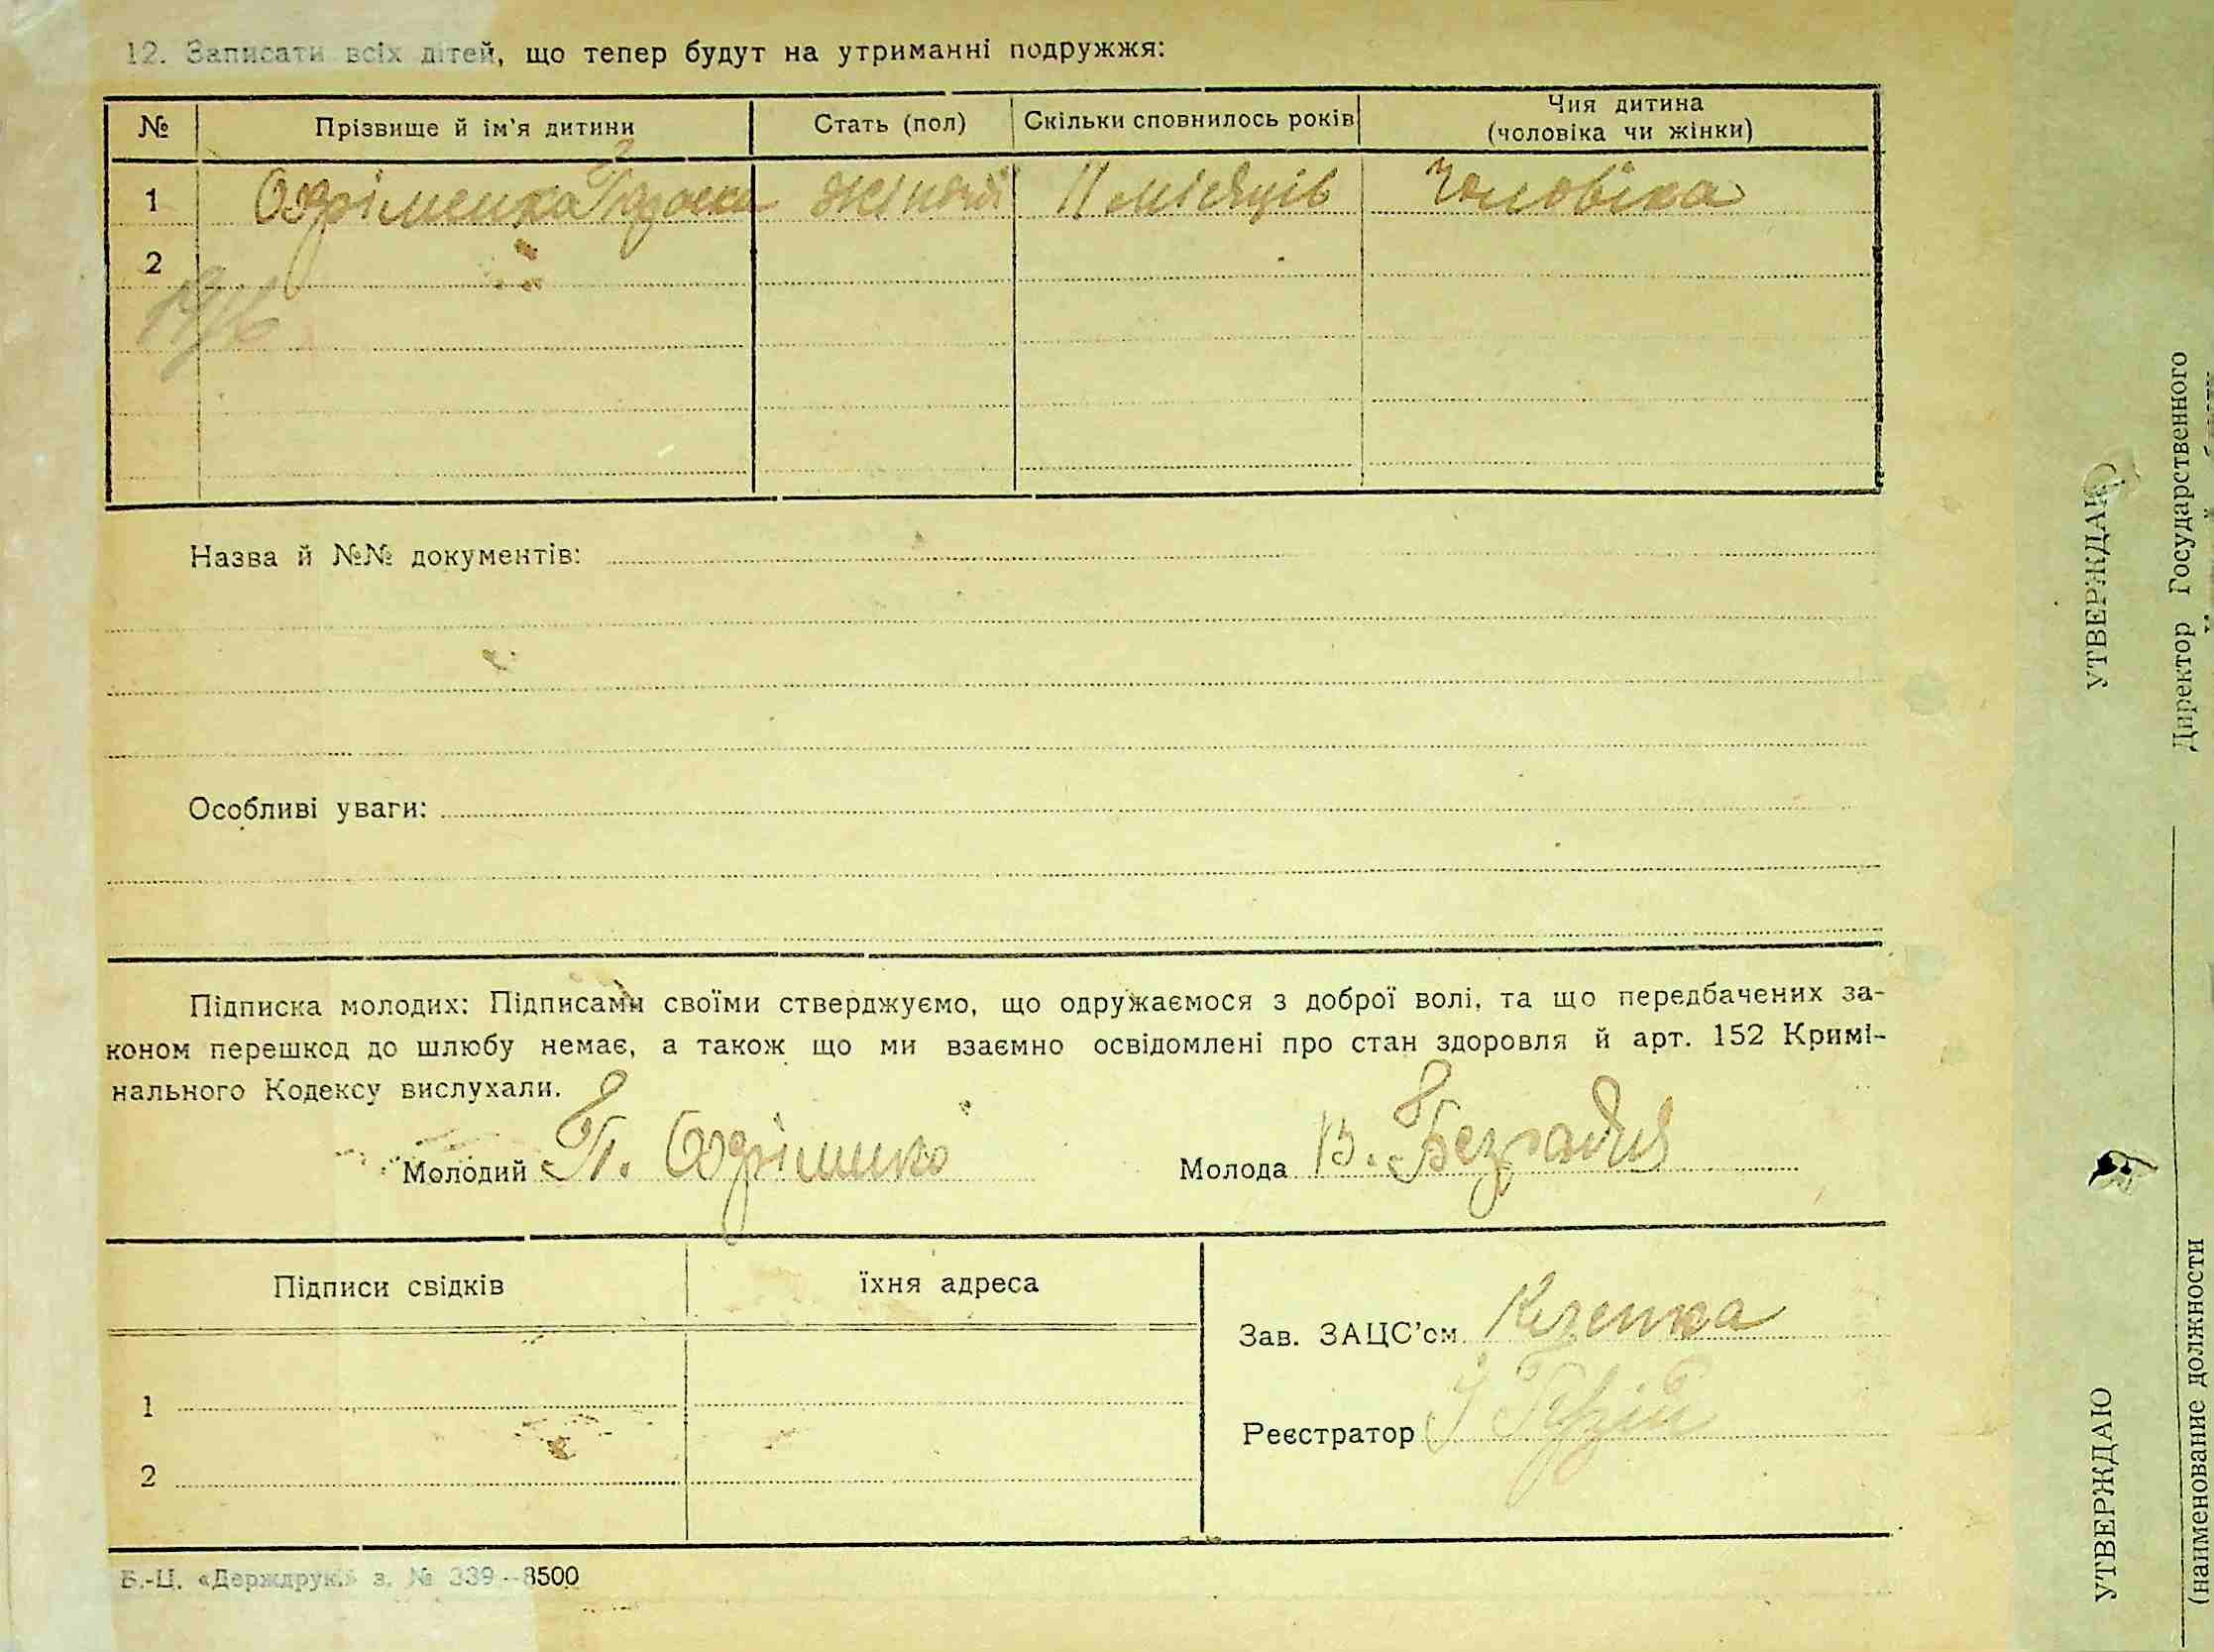 12. Записати всіх дітей, що тепер будут на утриманні подружжя:
№ Прізвище й ім'я дитини Стать (пол) Скільки сповнилось років Чия дитина (чоловіка чи жінки)
1 жіноча 11 місяців Чоловіка
2
Назва й №№ документів:
Особливі уваги:
Підписка молодих: Підписами своїми стверджуємо, що одружаємося з доброї волі, та що передбачених за-
коном перешкод до шлюбу немає, а також що ми взаємно освідомлені про стан здоровля й арт. 152 Кримі-
нального Кодексу вислухали.
Молодий П. Молода В.
Підписи свідків їхня адреса
Зав. ЗАЦС'ом
1
Реєстратор
2
Б.-Ц. «Держдрук» з. № 339--8500
УТВЕРЖДАЮ
Директор Государственного
УТВЕРЖДАЮ
(наименование должности